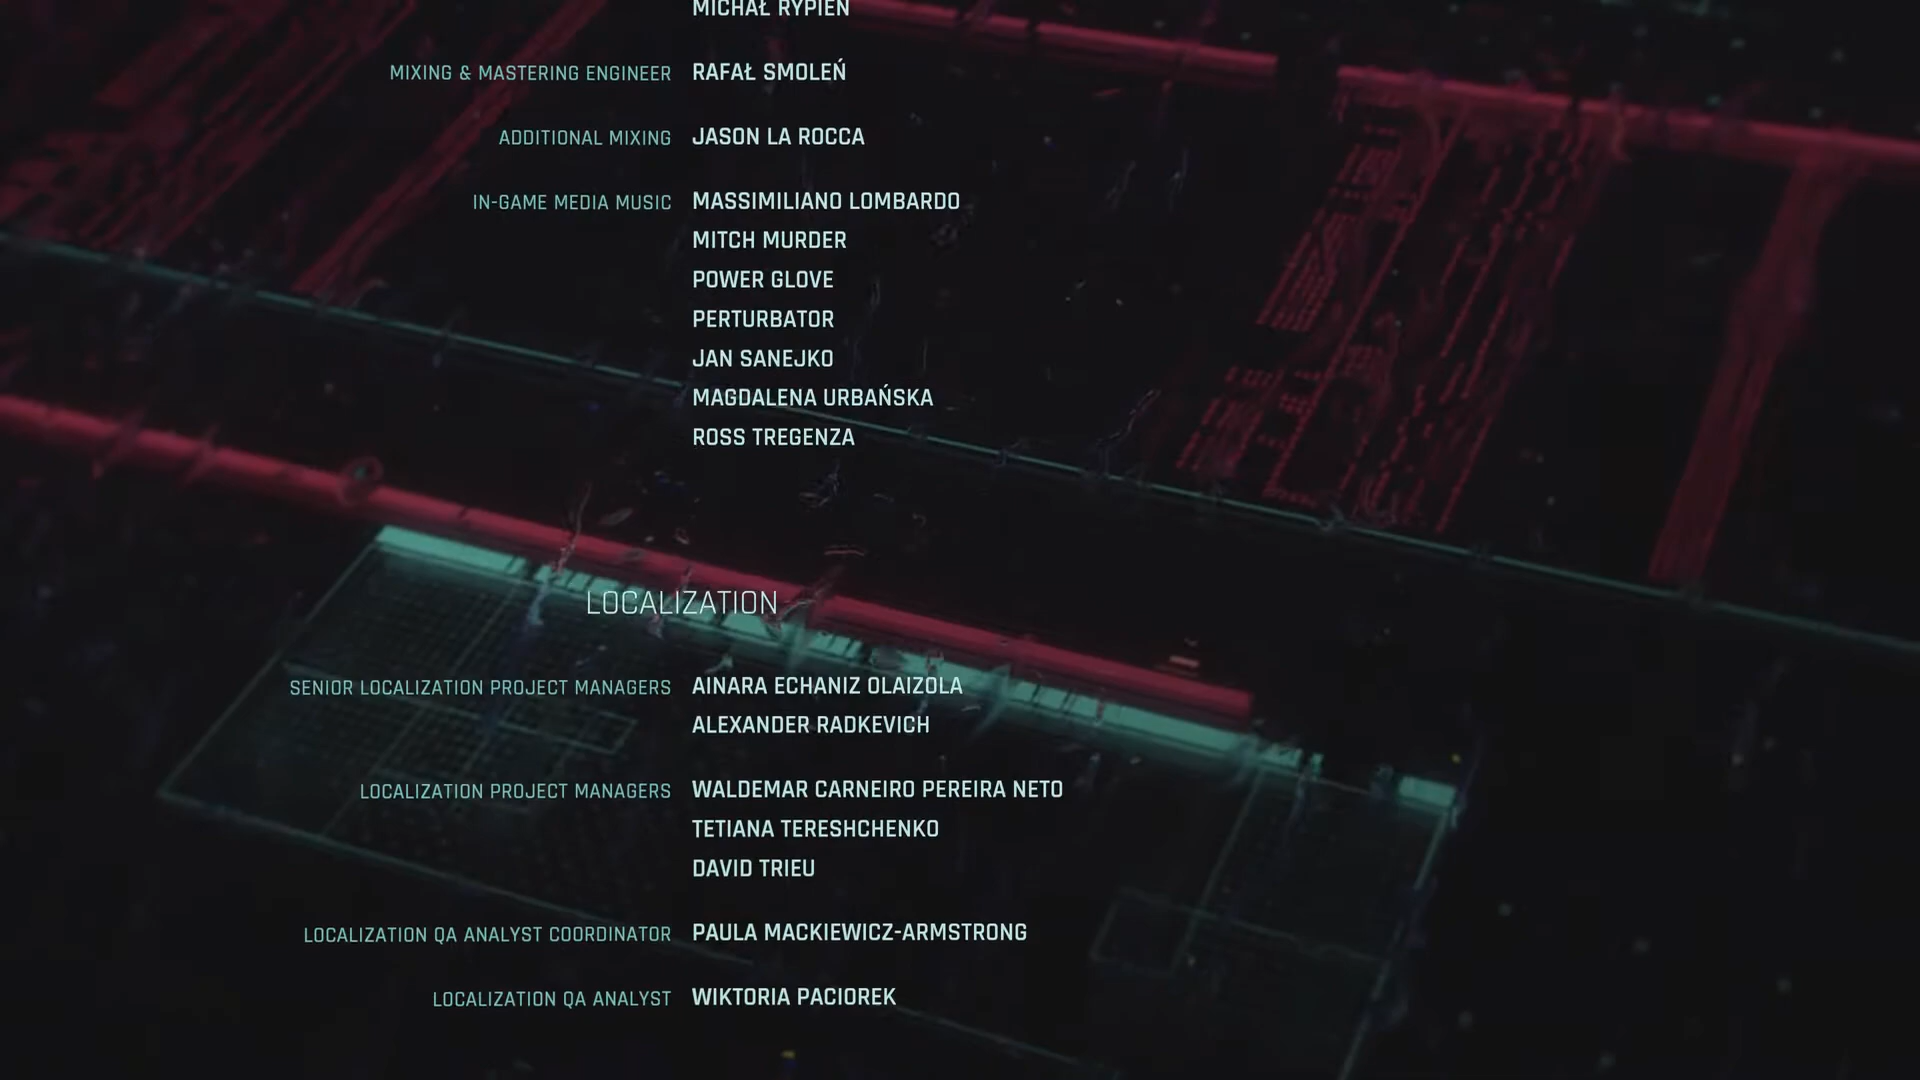 MICHAŁ RYPIEŃ
MIXING & MASTERING ENGINEER RAFAŁ SMOLEŃ
ADDITIONAL MIXING JASON LA ROCCA
IN-GAME MEDIA MUSIC MASSIMILIANO LOMBARDO
MITCH MURDER
POWER GLOVE
PERTURBATOR
JAN SANEJKO
MAGDALENA URBAŃSKA
ROSS TREGENZA
LOCALIZATION
SENIOR LOCALIZATION PROJECT MANAGERS AINARA ECHANIZ OLAIZOLA
ALEXANDER RADKEVICH
LOCALIZATION PROJECT MANAGERS WALDEMAR CARNEIRO PEREIRA NETO
TETIANA TERESHCHENKO
DAVID TRIEU
LOCALIZATION QA ANALYST COORDINATOR PAULA MACKIEWICZ-ARMSTRONG
LOCALIZATION QA ANALYST WIKTORIA PACIOREK